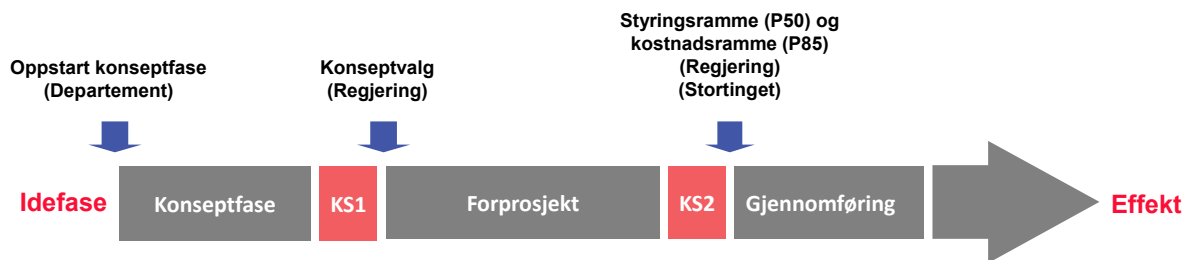 Styringsramme (P50) og
kostnadsramme (P85)
(Regjering)
(Stortinget)
Oppstart konseptfase
(Departement)
Konseptvalg
(Regjering)
Idefase
Konseptfase
KS1
Forprosjekt
KS2
Gjennomføring
Effekt